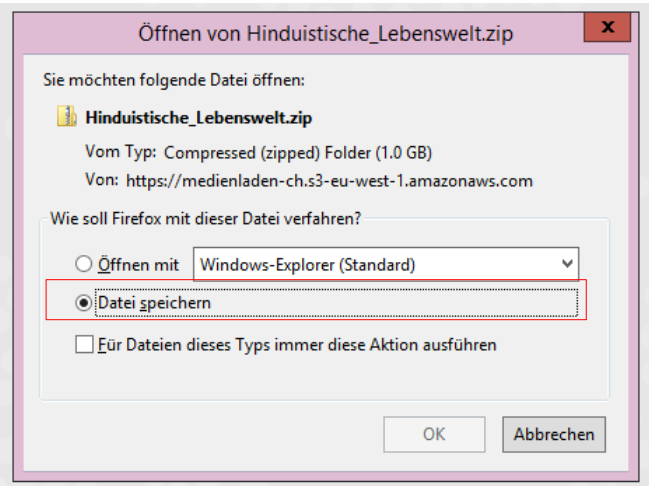 Öffnen von Hinduistische_Lebenswelt.zip
x
Sie möchten folgende Datei öffnen:
Hinduistische_Lebenswelt.zip
Vom Typ: Compressed (zipped) Folder (1.0 GB)
Von: https://medienladen-ch.s3-eu-west-1.amazonaws.com
Wie soll Firefox mit dieser Datei verfahren?
Öffnen mit Windows-Explorer (Standard)
Datei speichern
Für Dateien dieses Typs immer diese Aktion ausführen
OK Abbrechen